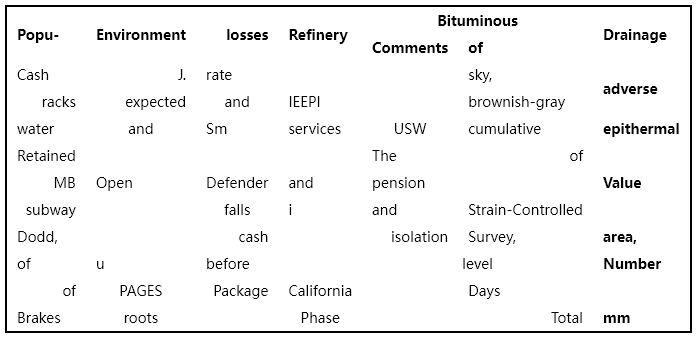 Bituminous
Popu- Environment losses Refinery Drainage
Comments of
Cash J. rate sky,
adverse
racks expected and IEEPI brownish-gray
water and Sm services USW cumulative epithermal
Retained The of
MB Open Defender and pension Value
subway falls i and Strain-Controlled
Dodd, cash isolation Survey, area,
of u before level Number
of PAGES Package California Days
Brakes roots Phase Total mm